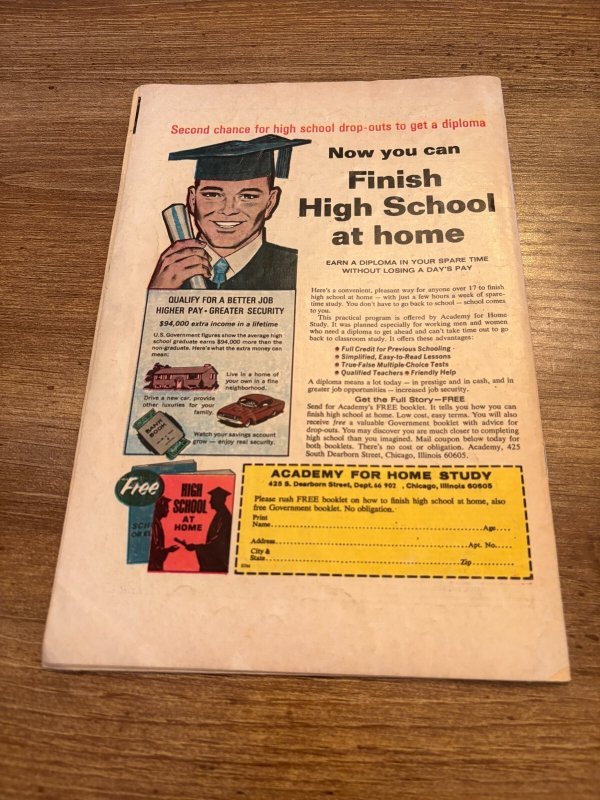 Second chance for high school drop-outs to get a diploma
Now you can
Finish
High School
at home
EARN A DIPLOMA IN YOUR SPARE TIME
WITHOUT LOSING A DAY'S PAY
Here's a convenient, pleasant way for anyone over 17 to finish
high school at home — with just a few hours a week of spare-
time study. You don't have to go back to school — school comes
to you.
This practical program is offered by Academy for Home
Study. It was planned especially for working men and women
who need a diploma to get ahead and can't take time out to go
back to classroom study. It offers these advantages:
● Full Credit for Previous Schooling
● Simplified, Easy-to-Read Lessons
● True-False Multiple-Choice Tests
● Qualified Teachers ● Friendly Help
A diploma means a lot today — in prestige and in cash, and in
greater job opportunities — increased job security.
Get the Full Story—FREE
Send for Academy's FREE booklet. It tells you how you can
finish high school at home. Low cost, easy terms. You will also
receive free a valuable Government booklet with advice for
drop-outs. You may discover you are much closer to completing
high school than you imagined. Mail coupon below today for
both booklets. There's no cost or obligation. Academy, 425
South Dearborn Street, Chicago, Illinois 60605.
QUALIFY FOR A BETTER JOB
HIGHER PAY · GREATER SECURITY
$94,000 extra income in a lifetime
U.S. Government figures show the average high
school graduate earns $94,000 more than the
non-graduate. Here's what the extra money can
mean:
Live in a home of
your own in a fine
neighborhood.
Drive a new car, provide
other luxuries for your
family.
BANK
BOOK
Watch your savings account
grow — enjoy real security.
Free
HIGH
SCHOOL
AT
HOME
ACADEMY FOR HOME STUDY
425 S. Dearborn Street, Dept. 66 902 , Chicago, Illinois 60605
Please rush FREE booklet on how to finish high school at home, also
free Government booklet. No obligation.
Print
Name Age
Address Apt. No.
City &
State Zip